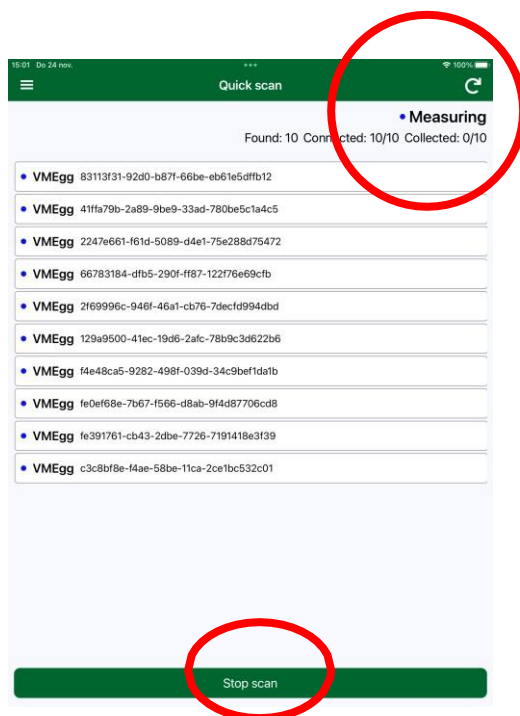 15:01 Do 24 nov. 100%
Quick scan
Measuring
Found: 10 Connected: 10/10 Collected: 0/10
VMEgg 83113f31-92d0-b87f-66be-eb61e5dffb12
VMEgg 41ffa79b-2a89-9be9-33ad-780be5c1a4c5
VMEgg 2247e661-f61d-5089-d4e1-75e288d75472
VMEgg 66783184-dfb5-290f-ff87-122f76e69cfb
VMEgg 2f69996c-946f-46a1-cb76-7decfd994dbd
VMEgg 129a9500-41ec-19d6-2afc-78b9c3d622b6
VMEgg f4e48ca5-9282-498f-039d-34c9bef1da1b
VMEgg fe0ef68e-7b67-f566-d8ab-9f4d87706cd8
VMEgg fe391761-cb43-2dbe-7726-7191418e3f39
VMEgg c3c8bf8e-f4ae-58be-11ca-2ce1bc532c01
Stop scan